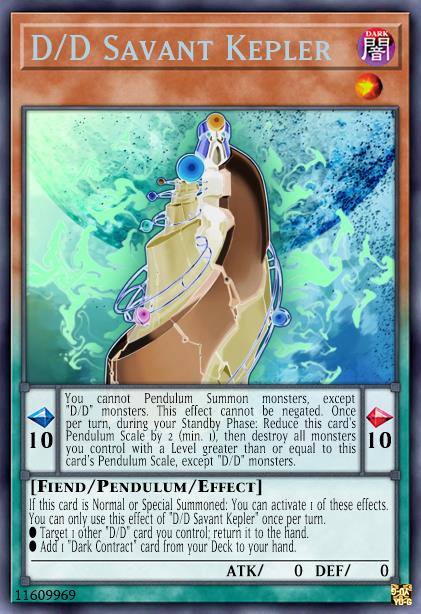 D/D Savant Kepler
DARK
闇
You cannot Pendulum Summon monsters, except
"D/D" monsters. This effect cannot be negated. Once
per turn, during your Standby Phase: Reduce this card's
Pendulum Scale by 2 (min. 1), then destroy all monsters
you control with a Level greater than or equal to this
card's Pendulum Scale, except "D/D" monsters.
10
10
[Fiend/Pendulum/Effect]
If this card is Normal or Special Summoned: You can activate 1 of these effects.
You can only use this effect of "D/D Savant Kepler" once per turn.
● Target 1 other "D/D" card you control; return it to the hand.
● Add 1 "Dark Contract" card from your Deck to your hand.
ATK/ 0 DEF/ 0
11609969